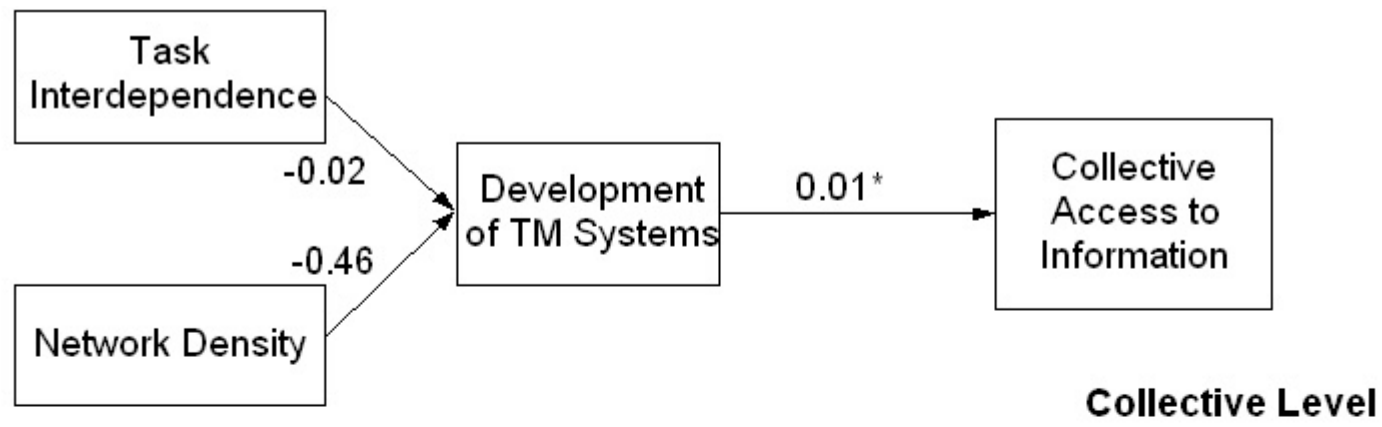 Task
Interdependence
-0.02
Development
of TM Systems
0.01*
Collective
Access to
Information
-0.46
Network Density
Collective Level